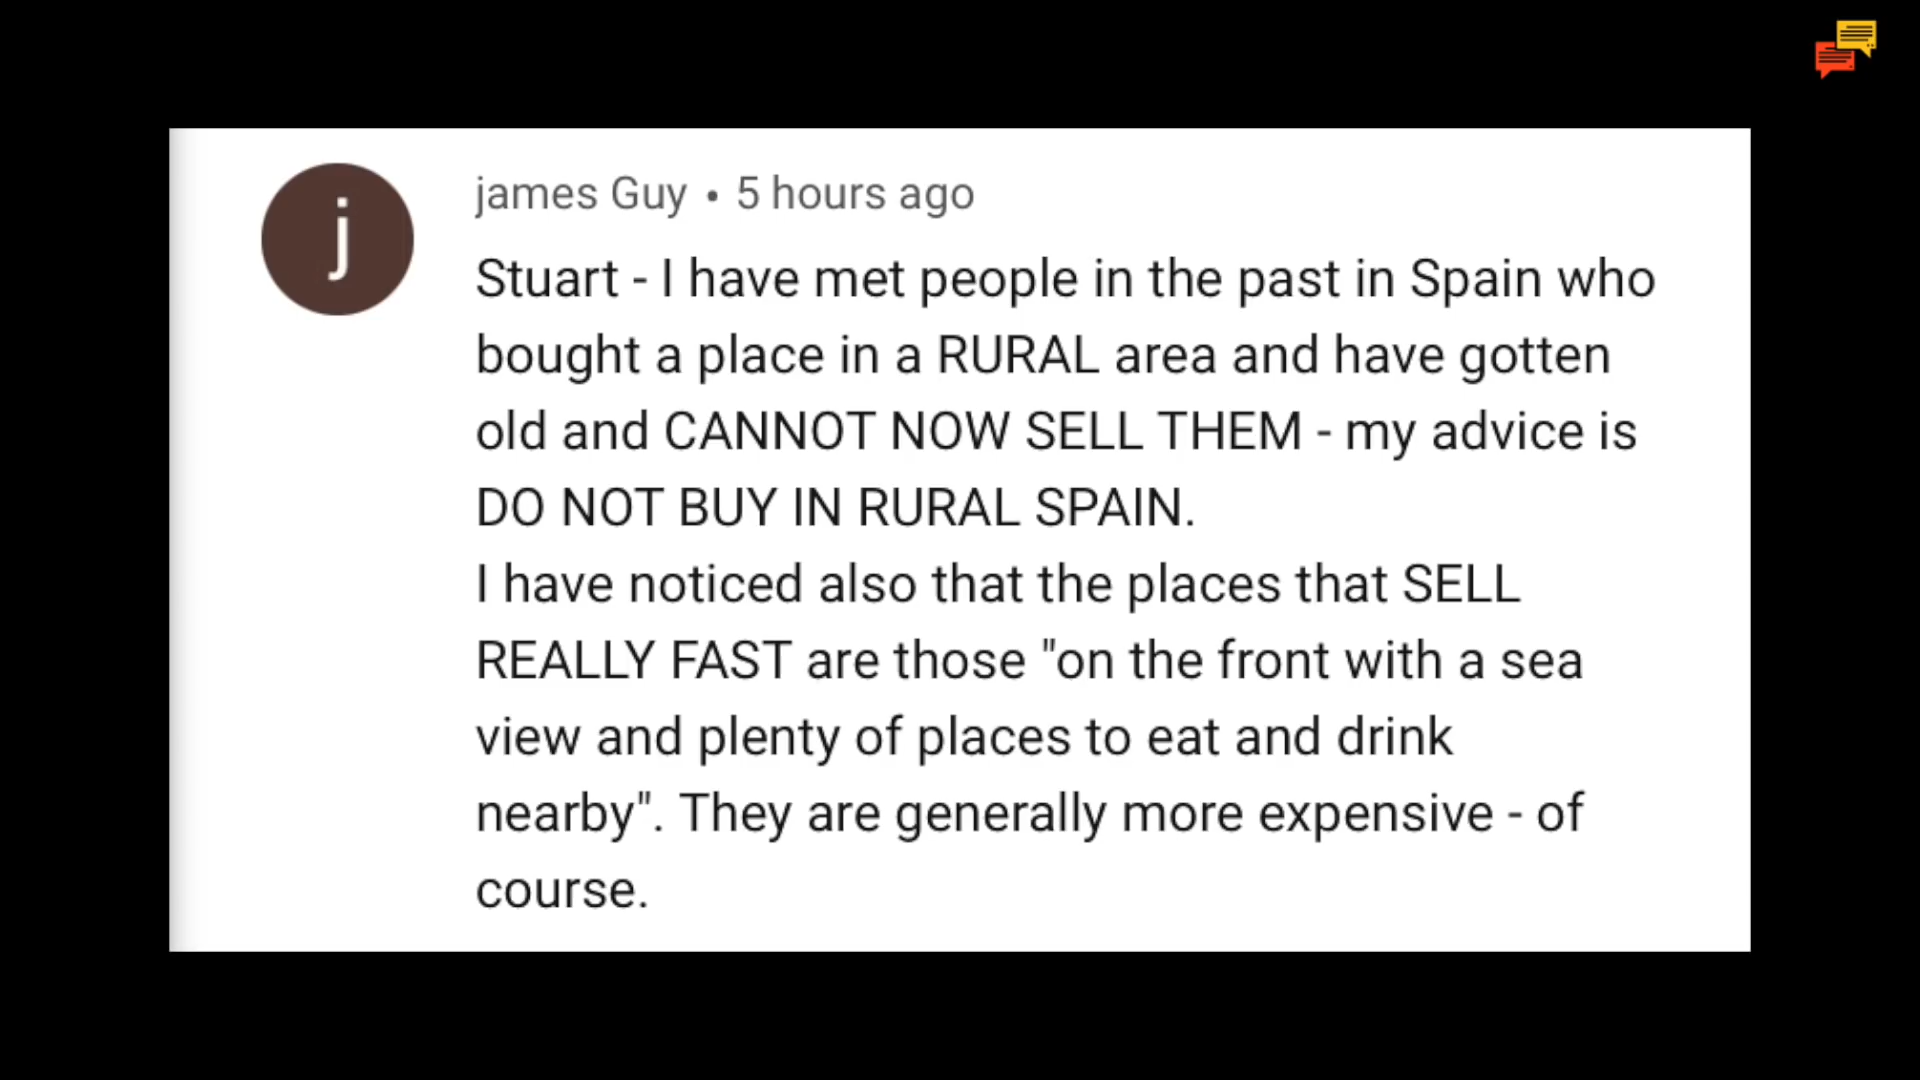 j
james Guy • 5 hours ago
Stuart - I have met people in the past in Spain who
bought a place in a RURAL area and have gotten
old and CANNOT NOW SELL THEM - my advice is
DO NOT BUY IN RURAL SPAIN.
I have noticed also that the places that SELL
REALLY FAST are those "on the front with a sea
view and plenty of places to eat and drink
nearby". They are generally more expensive - of
course.